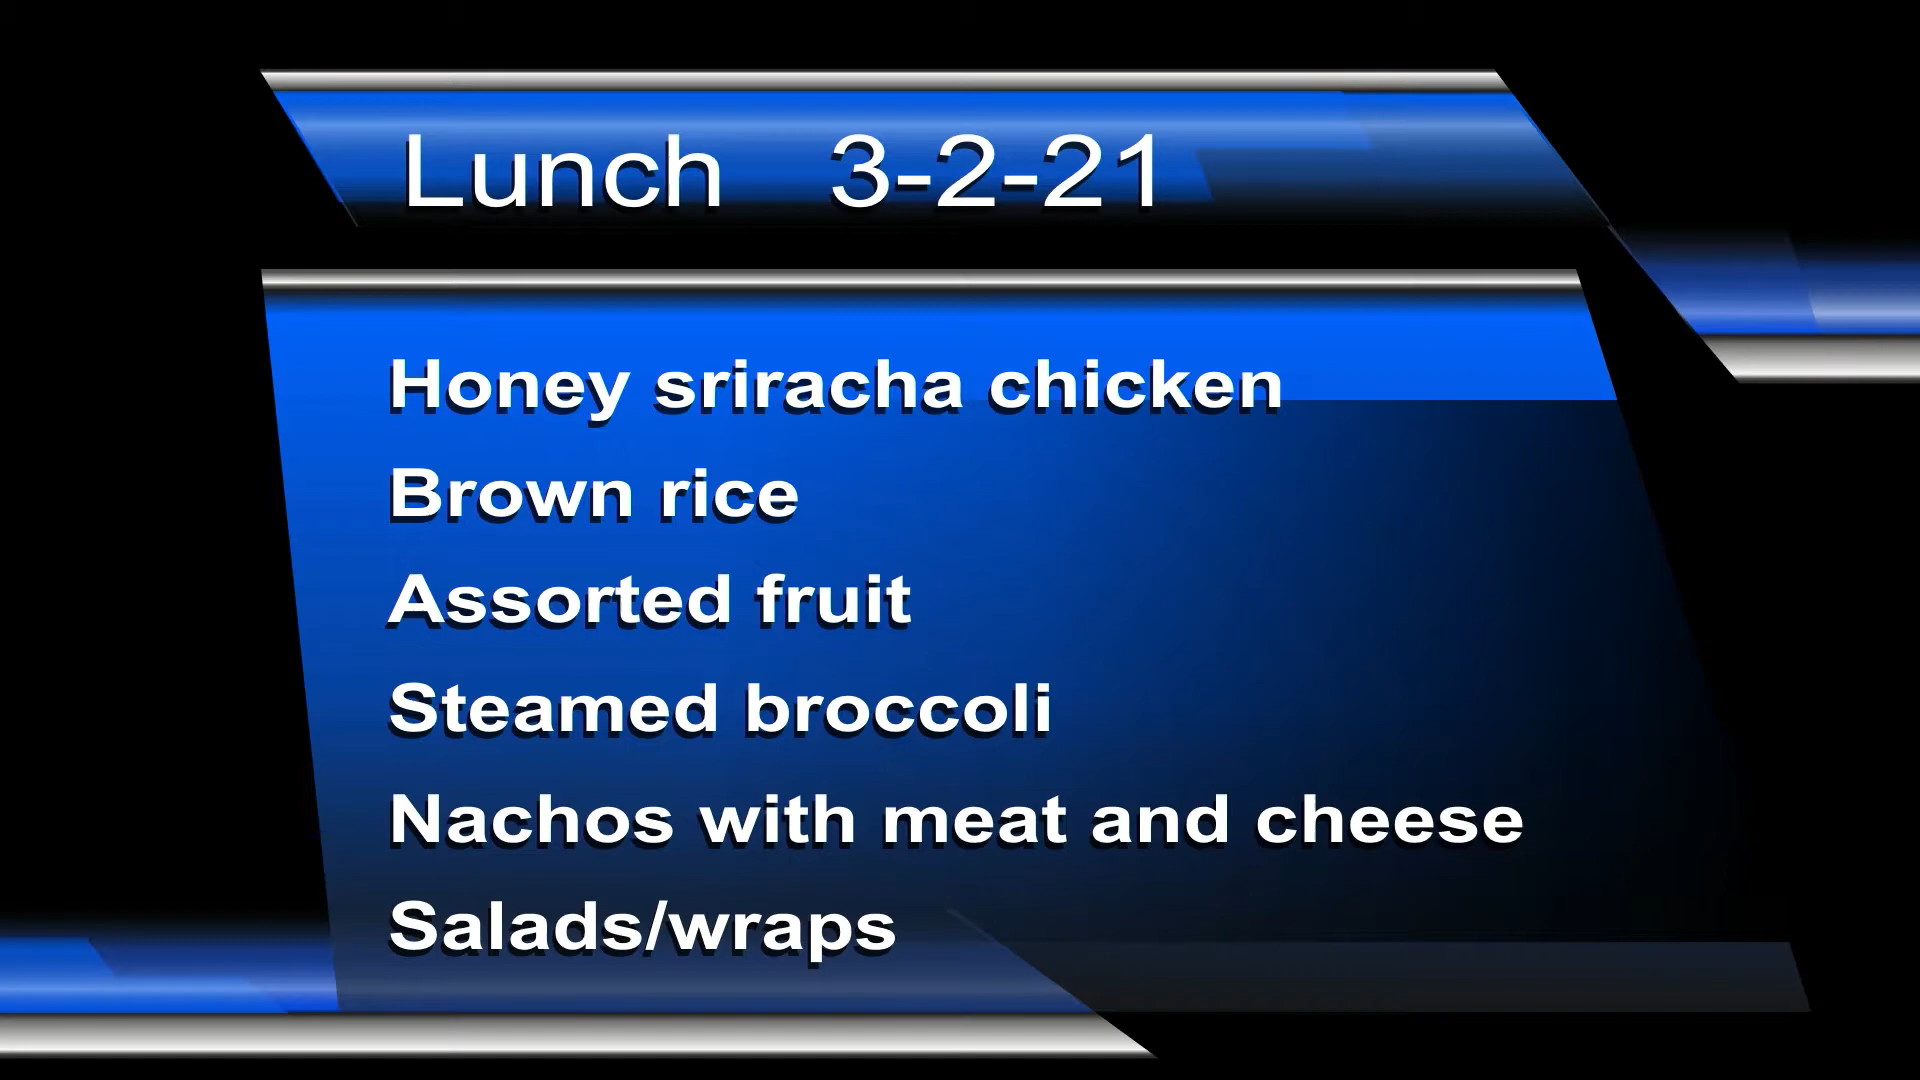 Lunch 3-2-21
Honey sriracha chicken
Brown rice
Assorted fruit
Steamed broccoli
Nachos with meat and cheese
Salads/wraps